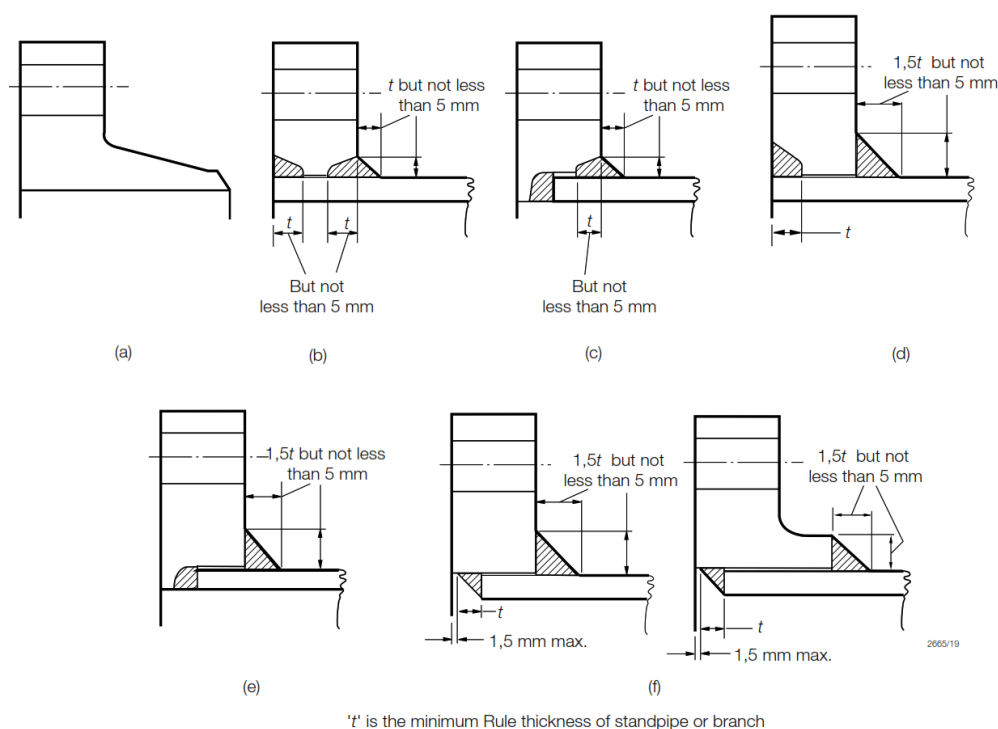 t but not less
than 5 mm
t
t
But not
less than 5 mm
t but not less
than 5 mm
t
But not
less than 5 mm
1,5t but not
less than 5 mm
t
(a)
(b)
(c)
(d)
1,5t but not less
than 5 mm
1,5t but not
less than 5 mm
t
1,5 mm max.
1,5t but not
less than 5 mm
t
1,5 mm max.
2665/19
(e)
(f)
't' is the minimum Rule thickness of standpipe or branch